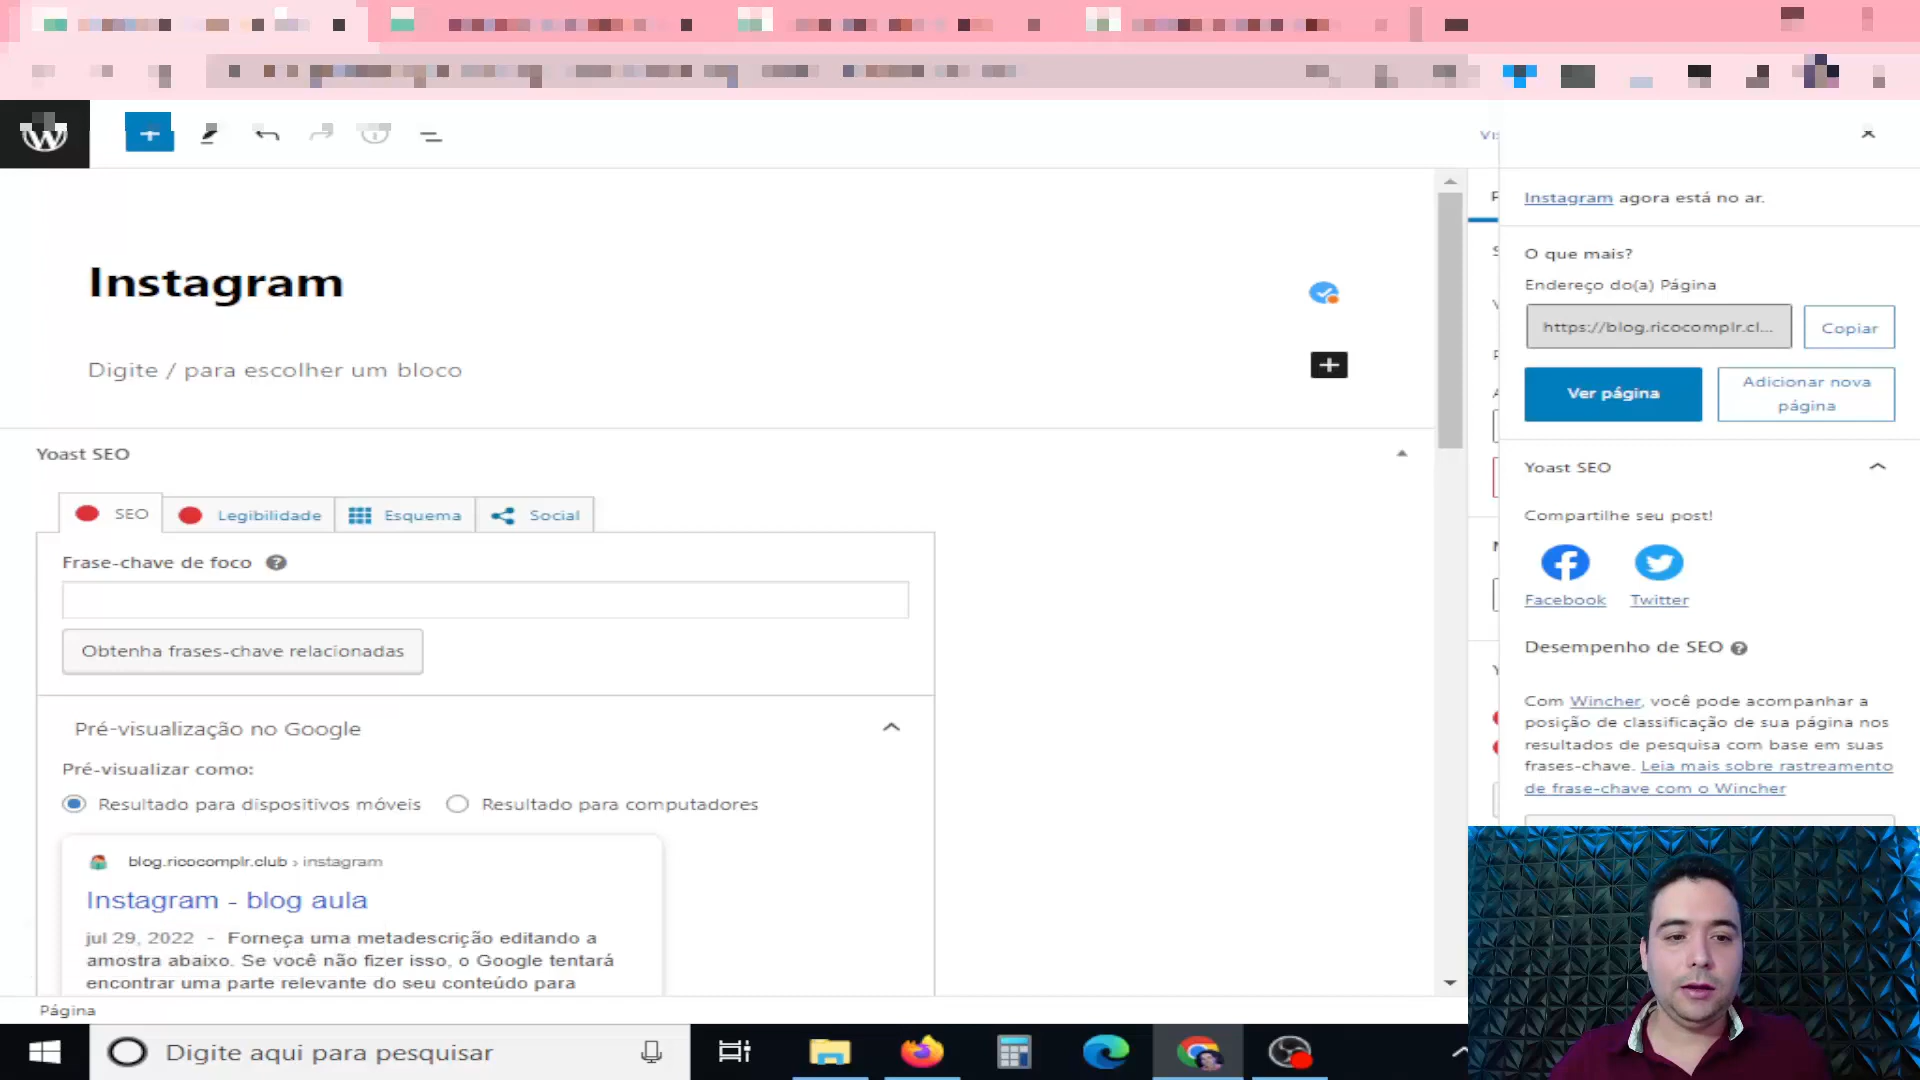 Instagram agora está no ar.
O que mais?
Endereço do(a) Página
https://blog.ricocomplr.cl...
Copiar
Ver página
Adicionar nova
página
Instagram
Digite / para escolher um bloco
Yoast SEO
SEO
Legibilidade
Esquema
Social
Frase-chave de foco
Obtenha frases-chave relacionadas
Pré-visualização no Google
Pré-visualizar como:
Resultado para dispositivos móveis
Resultado para computadores
blog.ricocomplr.club › instagram
Instagram - blog aula
jul 29, 2022 - Forneça uma metadescrição editando a
amostra abaixo. Se você não fizer isso, o Google tentará
encontrar uma parte relevante do seu conteúdo para
Yoast SEO
Compartilhe seu post!
Facebook
Twitter
Desempenho de SEO
Com Wincher, você pode acompanhar a
posição de classificação de sua página nos
resultados de pesquisa com base em suas
frases-chave. Leia mais sobre rastreamento
de frase-chave com o Wincher
Página
Digite aqui para pesquisar